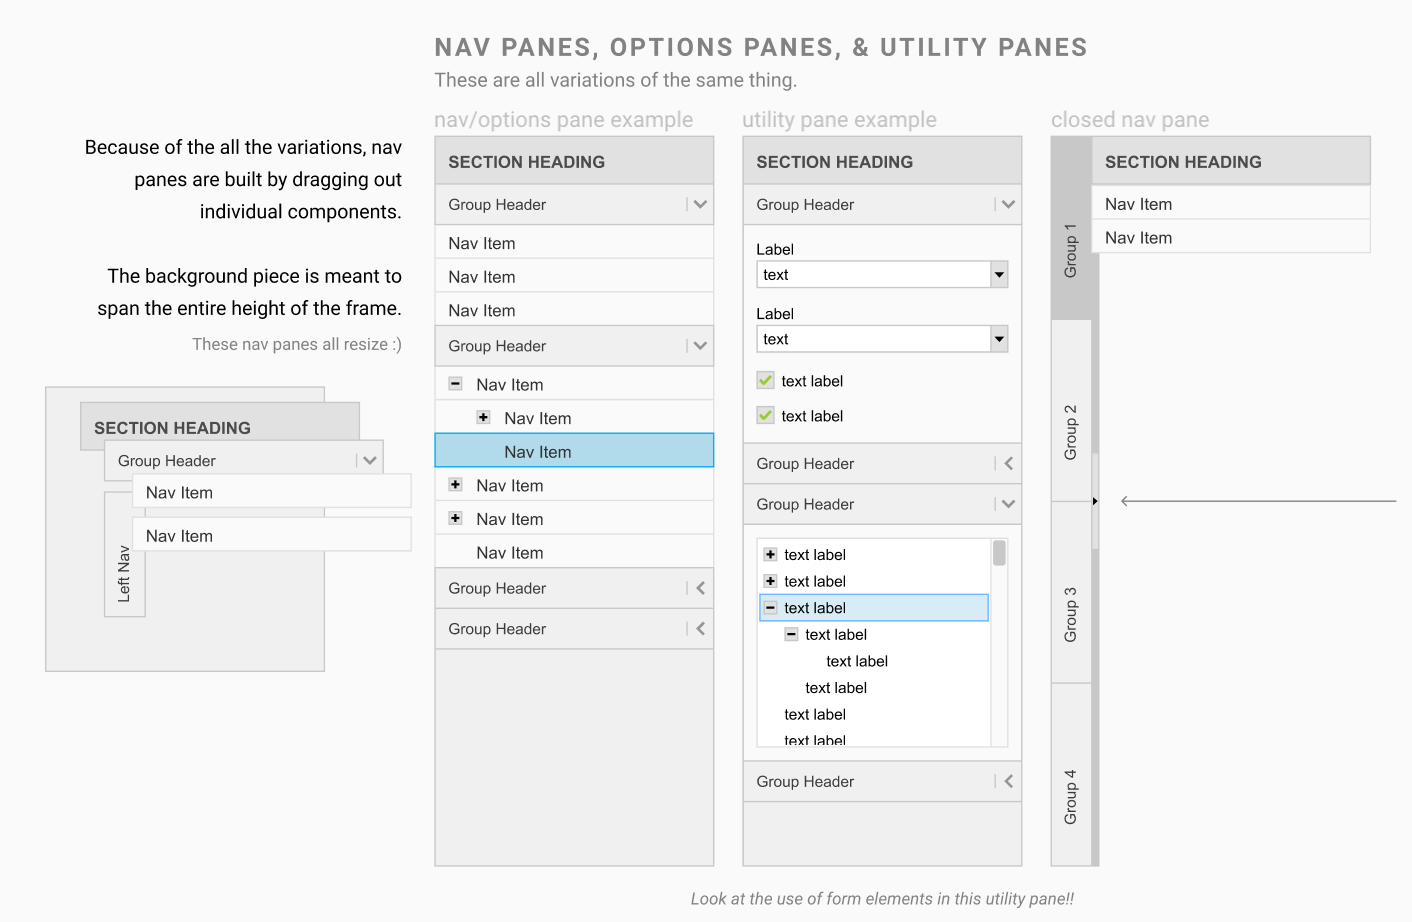 NAV PANES, OPTIONS PANES, & UTILITY PANES
These are all variations of the same thing.
Because of the all the variations, nav
panes are built by dragging out
individual components.
The background piece is meant to
span the entire height of the frame.
These nav panes all resize :)
SECTION HEADING
Group Header
Nav Item
Nav Item
Left Nav
nav/options pane example
SECTION HEADING
Group Header
Nav Item
Nav Item
Nav Item
Group Header
Nav Item
Nav Item
Nav Item
Nav Item
Nav Item
Nav Item
Group Header
Group Header
utility pane example
SECTION HEADING
Group Header
Label
text
Label
text
text label
text label
Group Header
Group Header
text label
text label
text label
text label
text label
text label
text label
text label
Group Header
closed nav pane
SECTION HEADING
Nav Item
Nav Item
Group 1
Group 2
Group 3
Group 4
Look at the use of form elements in this utility pane!!